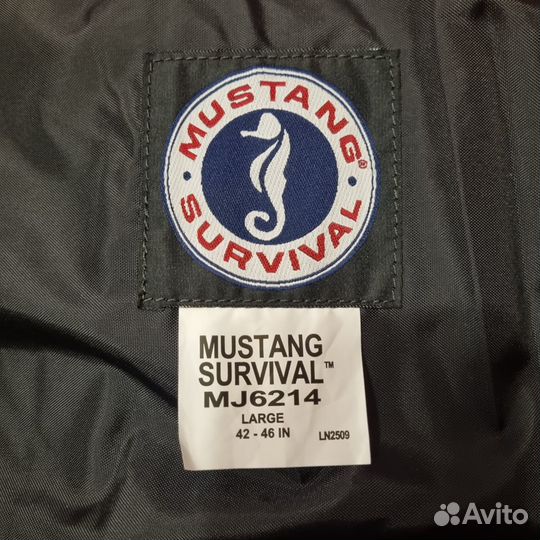 MUSTANG®
SURVIVAL
MUSTANG
SURVIVAL™
MJ6214
LARGE
42 - 46 IN LN2509
Avito